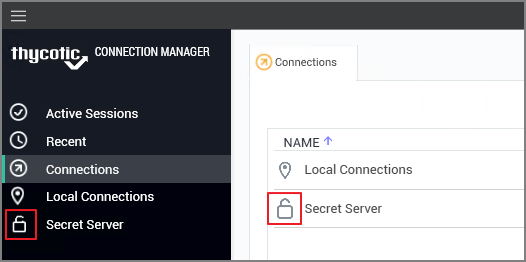 thycotic CONNECTION MANAGER
Active Sessions
Recent
Connections
Local Connections
Secret Server
Connections
NAME
Local Connections
Secret Server